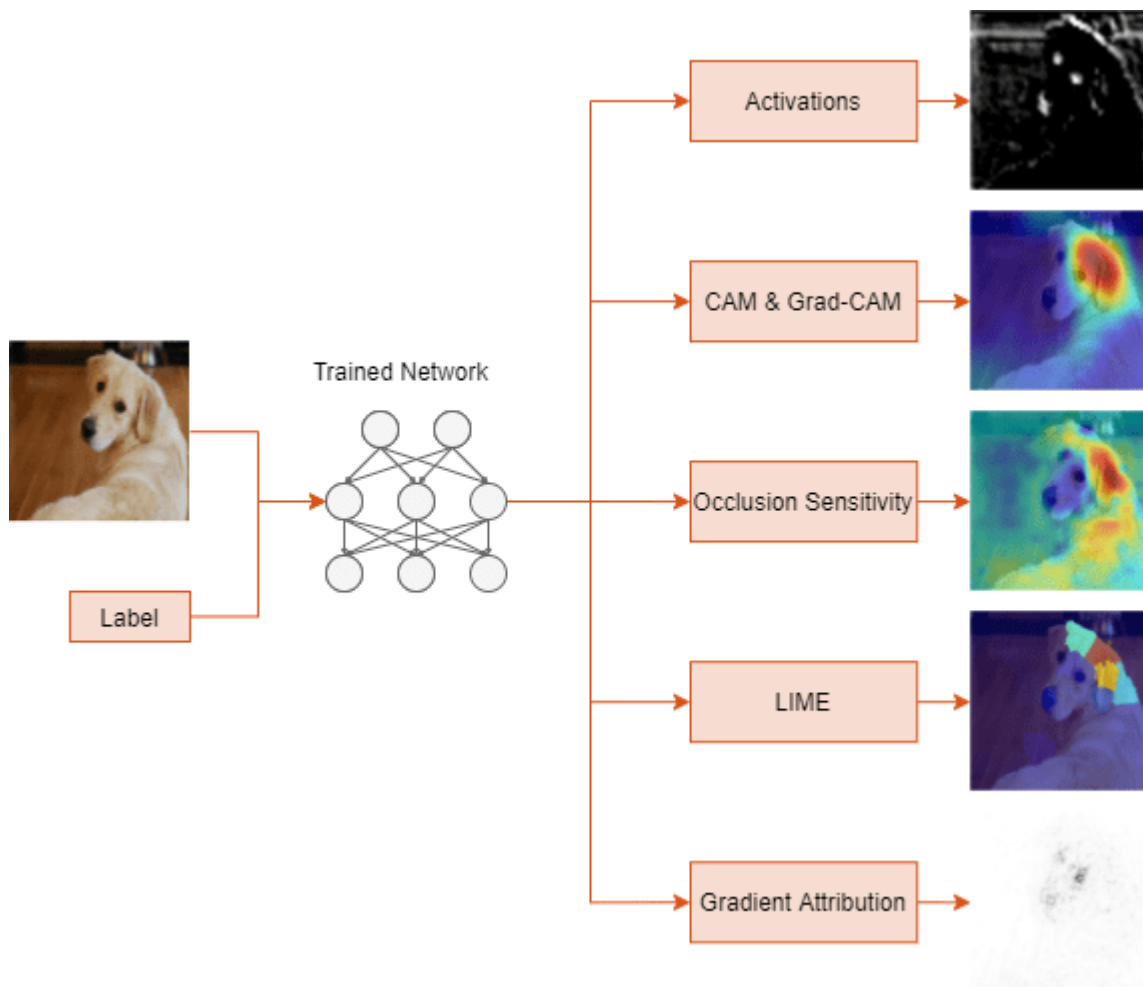 Activations
CAM & Grad-CAM
Trained Network
Occlusion Sensitivity
Label
LIME
Gradient Attribution